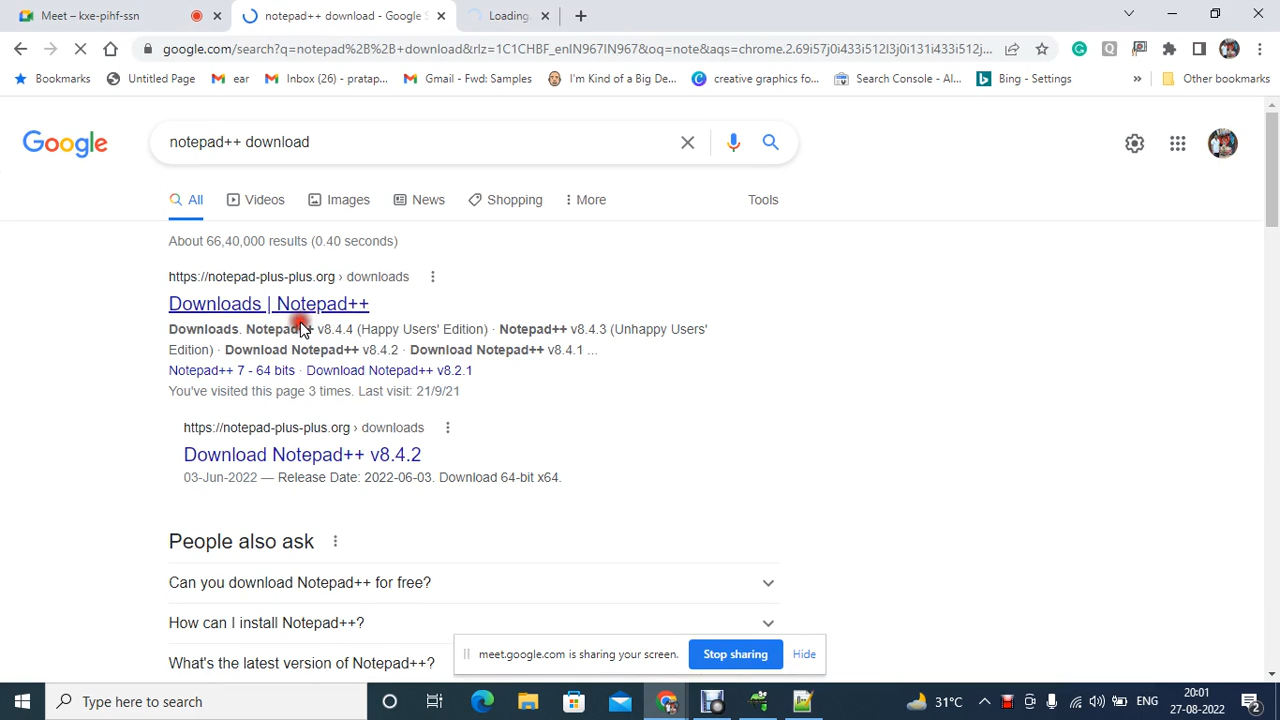 Meet – kxe-pihf-ssn
notepad++ download - Google S
Loading
google.com/search?q=notepad%2B%2B+download&rlz=1C1CHBF_enIN967IN967&oq=note&aqs=chrome.2.69i57j0i433i512l3j0i131i433i512j...
Bookmarks
Untitled Page
ear
Inbox (26) - pratap...
Gmail - Fwd: Samples
I'm Kind of a Big De...
creative graphics fo...
Search Console - Al...
Bing - Settings
»
Other bookmarks
Google
notepad++ download
All
Videos
Images
News
Shopping
More
Tools
About 66,40,000 results (0.40 seconds)
https://notepad-plus-plus.org › downloads
Downloads | Notepad++
Downloads. Notepad++ v8.4.4 (Happy Users' Edition) · Notepad++ v8.4.3 (Unhappy Users'
Edition) · Download Notepad++ v8.4.2 · Download Notepad++ v8.4.1 ...
Notepad++ 7 - 64 bits · Download Notepad++ v8.2.1
You've visited this page 3 times. Last visit: 21/9/21
https://notepad-plus-plus.org › downloads
Download Notepad++ v8.4.2
03-Jun-2022 — Release Date: 2022-06-03. Download 64-bit x64.
People also ask
Can you download Notepad++ for free?
How can I install Notepad++?
What's the latest version of Notepad++?
meet.google.com is sharing your screen.
Stop sharing
Hide
Type here to search
31°C
ENG
20:01
27-08-2022
2